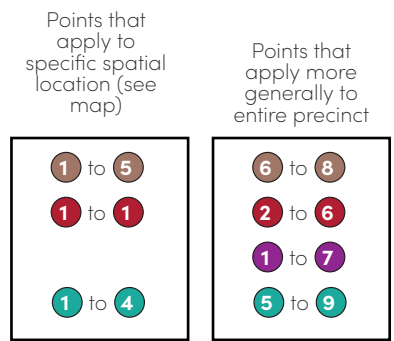 Points that
apply to
specific spatial
location (see
map)
1 to 5
1 to 1
1 to 4
Points that
apply more
generally to
entire precinct
6 to 8
2 to 6
1 to 7
5 to 9